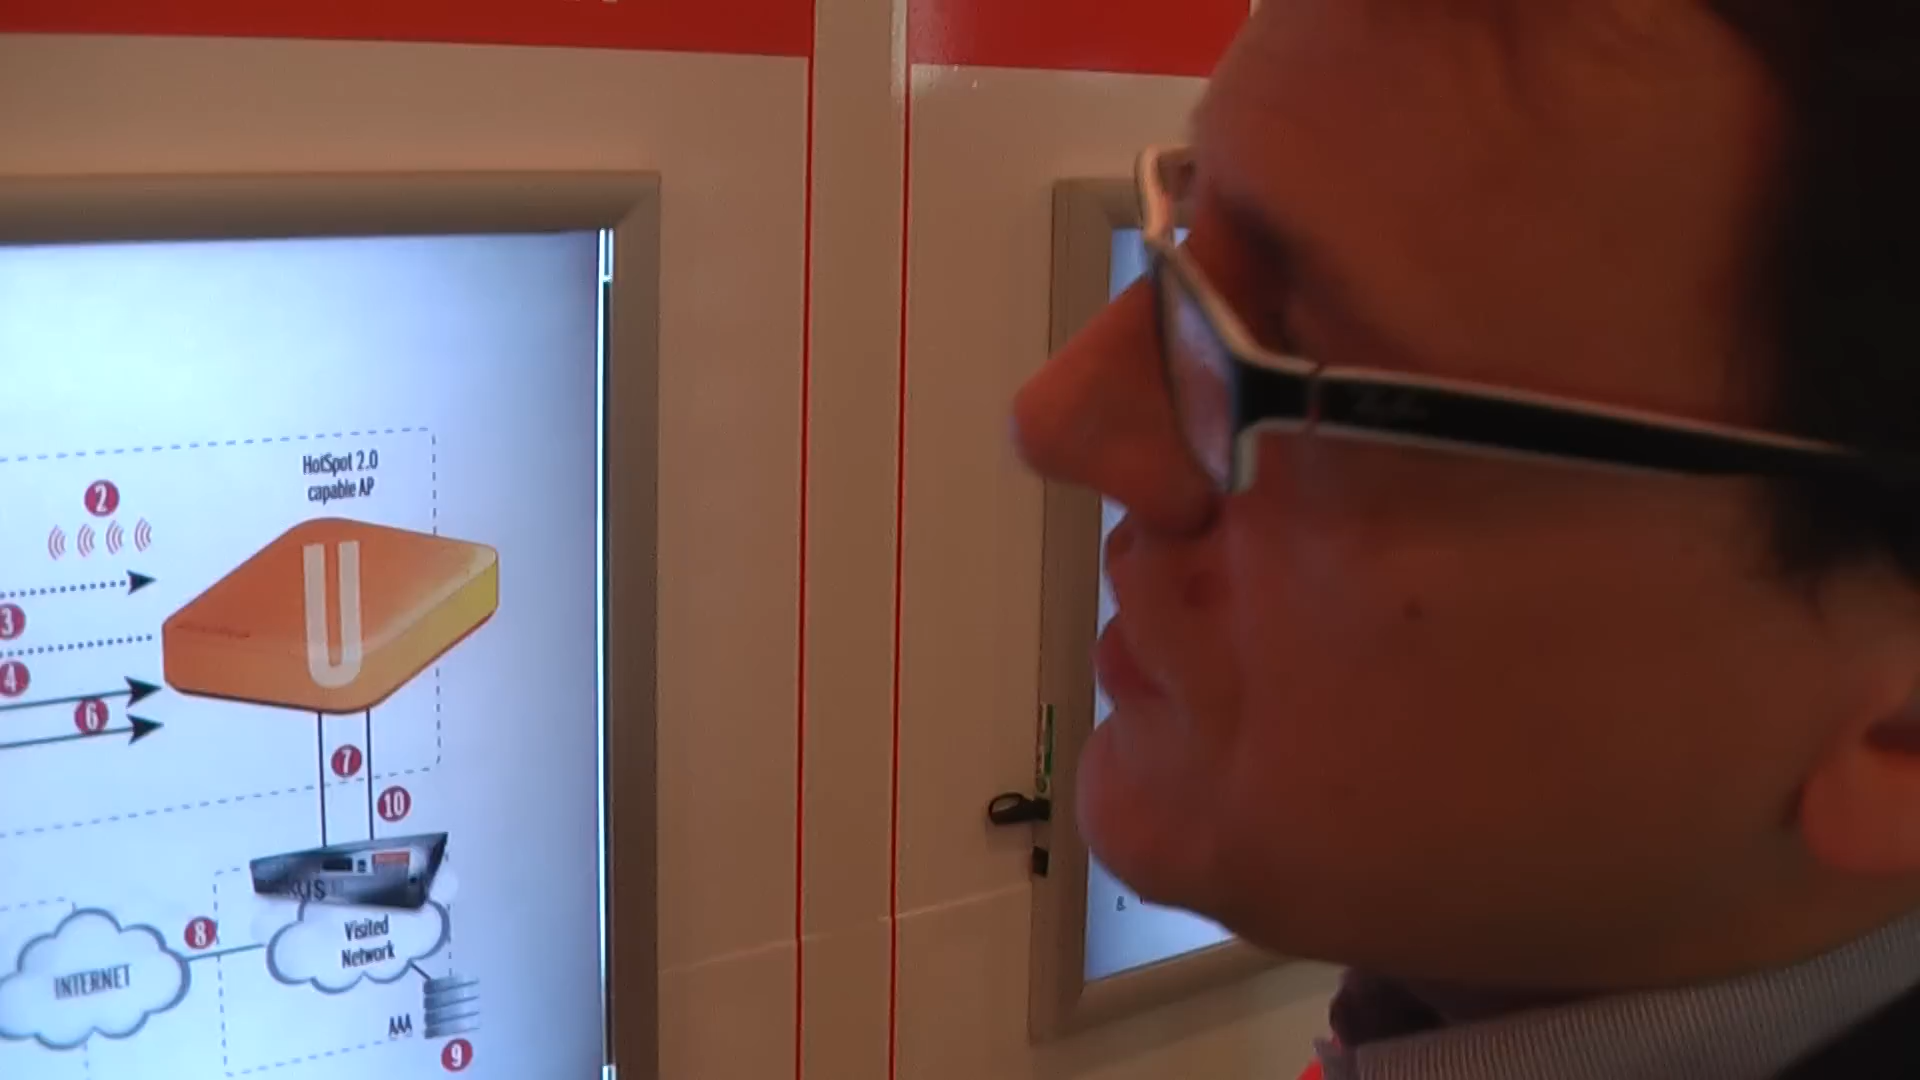 HotSpot 2.0
capable AP
2
3
4
6
U
7
10
8
Visited
Network
INTERNET
AAA
9